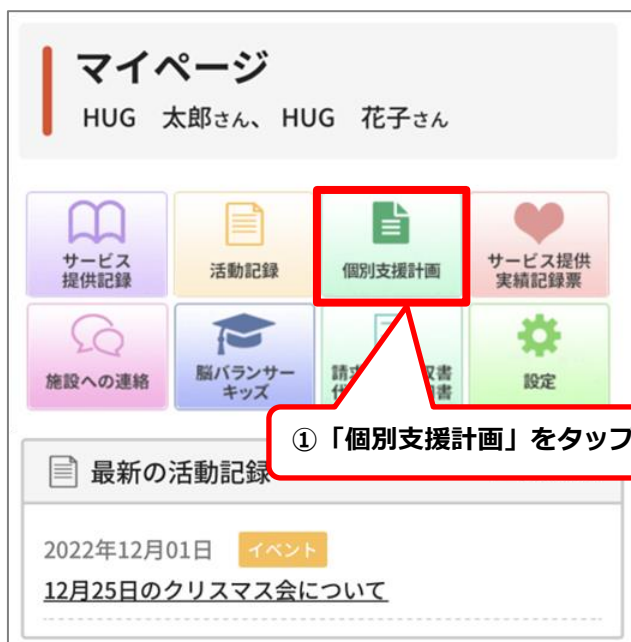 マイページ
HUG 太郎さん、 HUG 花子さん
サービス
提供記録
活動記録
個別支援計画
サービス提供
実績記録票
施設への連絡
脳バランサー
キッズ
設定
①「個別支援計画」をタップ
最新の活動記録
2022年12月01日 イベント
12月25日のクリスマス会について